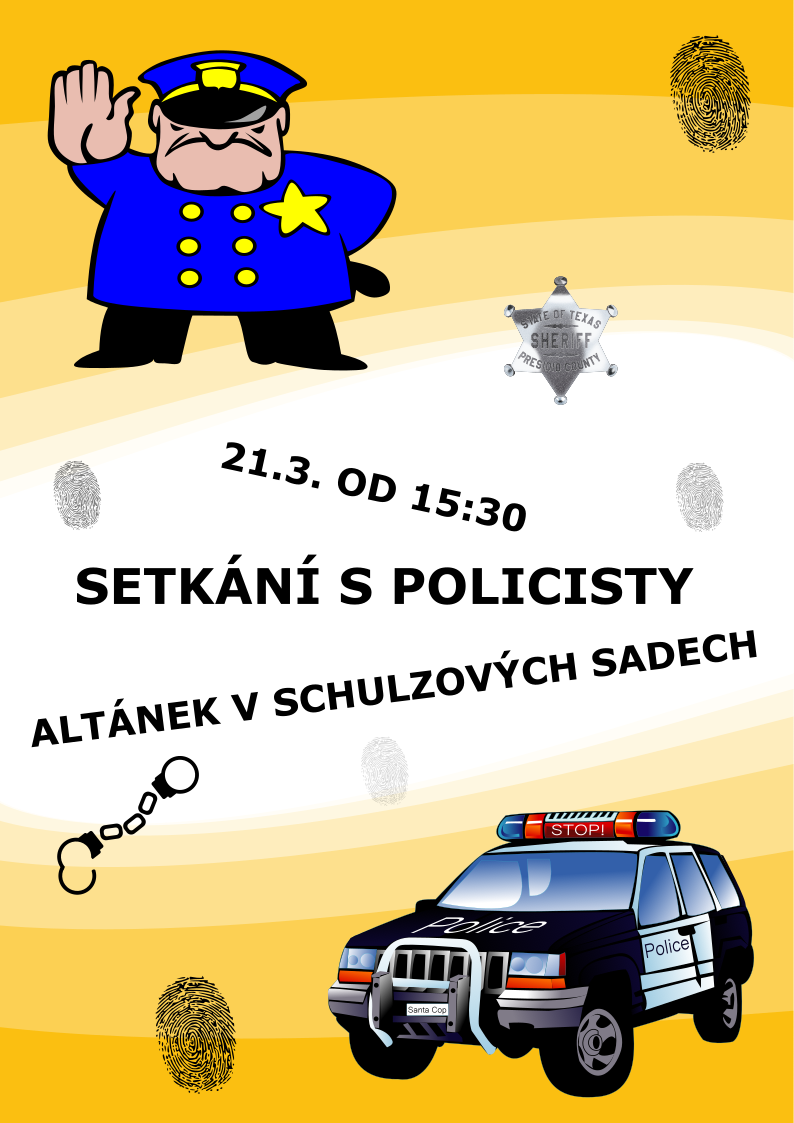 STATE OF TEXAS
SHERIFF
PRESIDIO COUNTY
21.3. OD 15:30
SETKÁNÍ S POLICISTY
ALTÁNEK V SCHULZOVÝCH SADECH
STOP!
Police
Police
Santa Cop